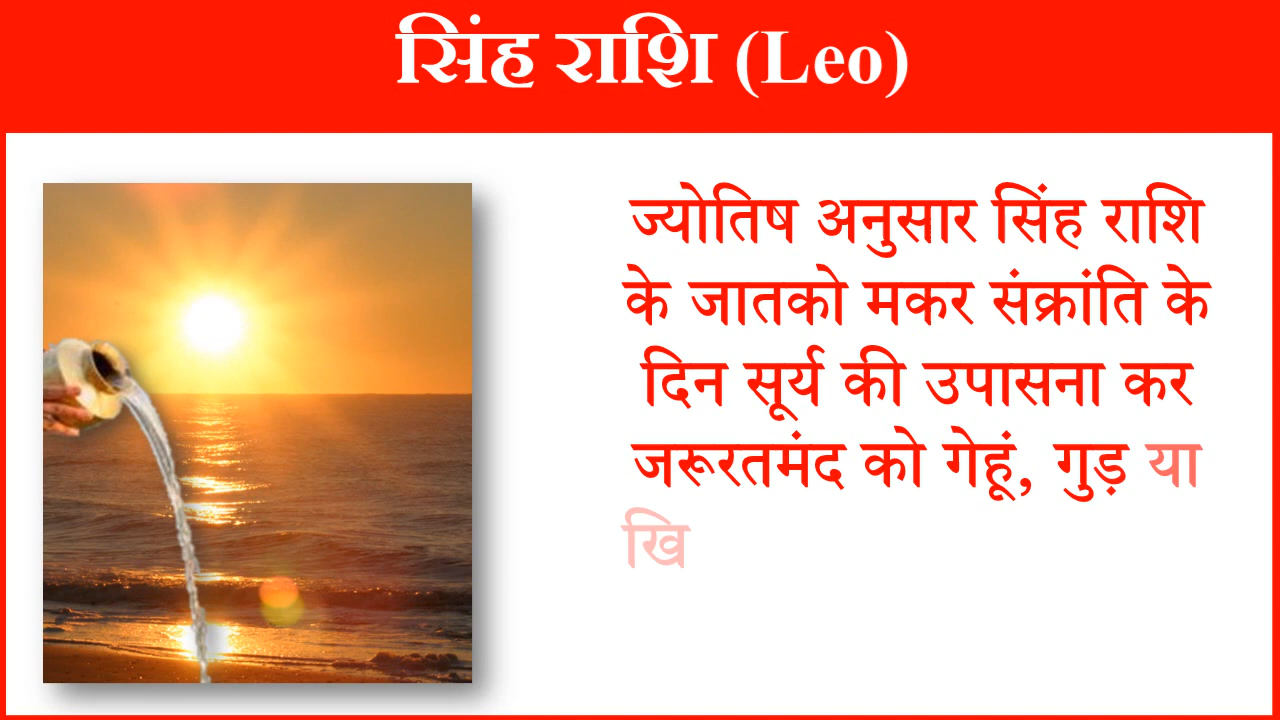 सिंह राशि (Leo)
ज्योतिष अनुसार सिंह राशि
के जातको मकर संक्रांति के
दिन सूर्य की उपासना कर
जरूरतमंद को गेहूं, गुड़ या
खि